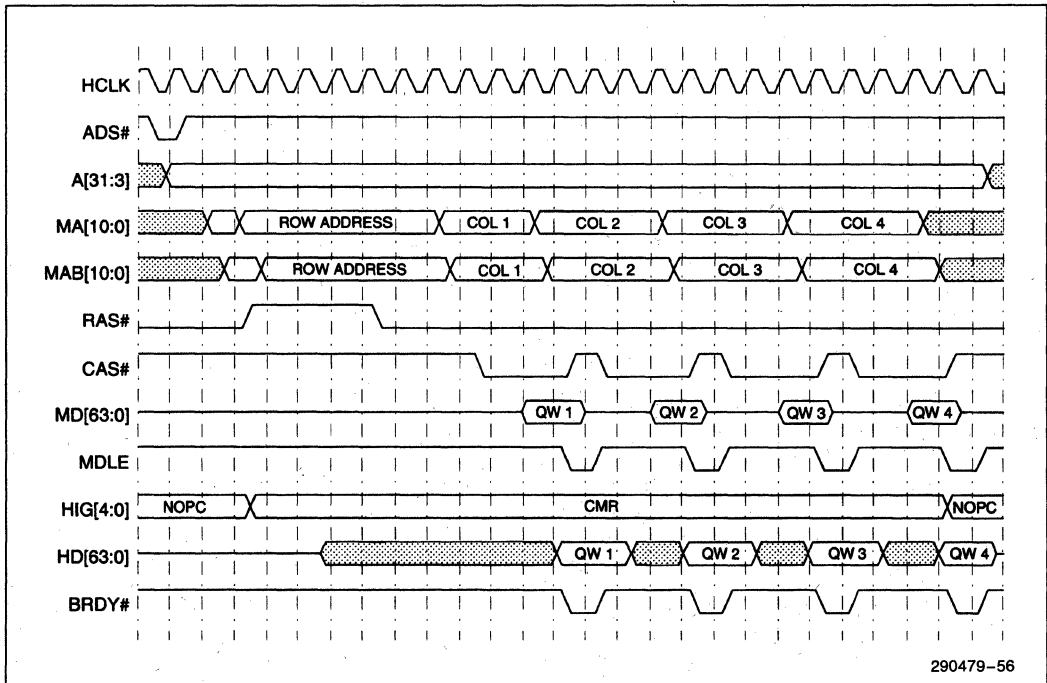 HCLK
ADS#
A[31:3]
MA[10:0] ROW ADDRESS COL 1 COL 2 COL 3 COL 4
MAB[10:0] ROW ADDRESS COL 1 COL 2 COL 3 COL 4
RAS#
CAS#
MD[63:0] QW 1 QW 2 QW 3 QW 4
MDLE
HIG[4:0] NOPC CMR NOPC
HD[63:0] QW 1 QW 2 QW 3 QW 4
BRDY#
290479-56